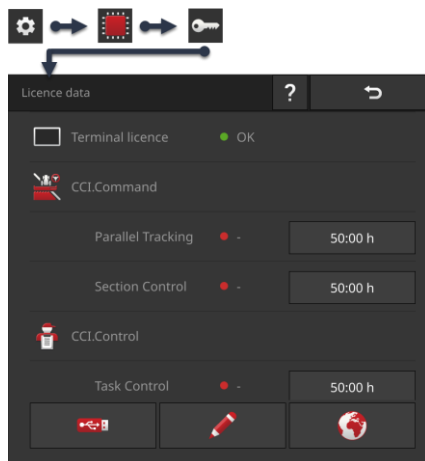 Licence data ?
Terminal licence OK
CCI.Command
Parallel Tracking - 50:00 h
Section Control - 50:00 h
CCI.Control
Task Control - 50:00 h